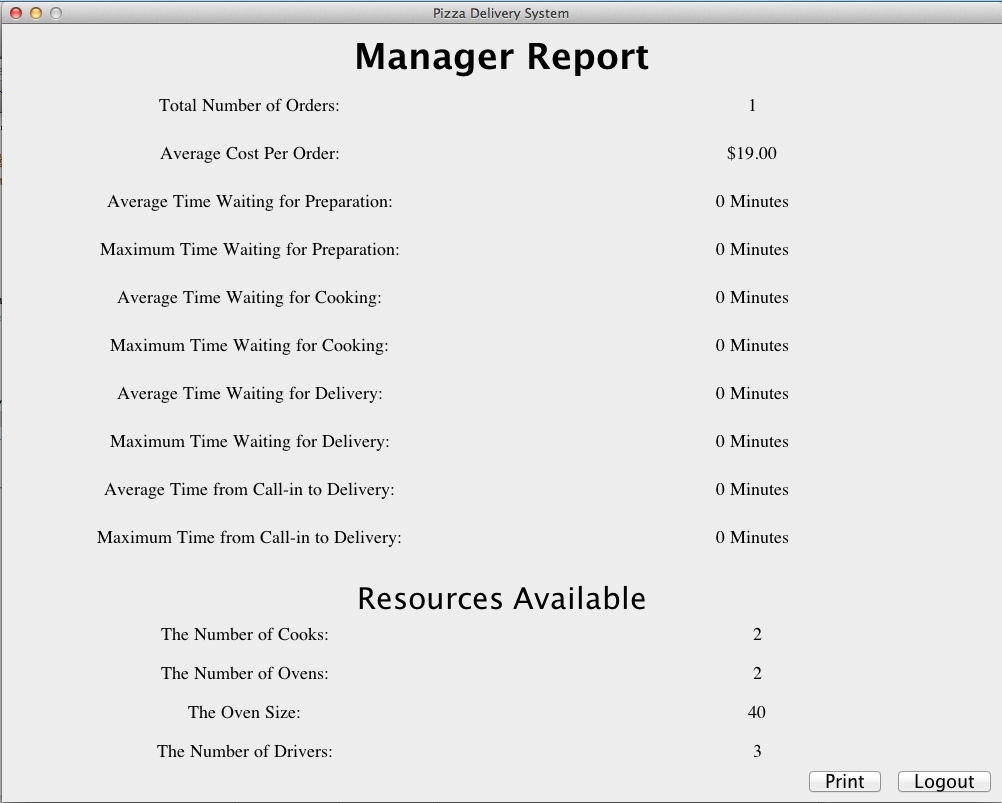 Pizza Delivery System
Manager Report
Total Number of Orders: 1
Average Cost Per Order: $19.00
Average Time Waiting for Preparation: 0 Minutes
Maximum Time Waiting for Preparation: 0 Minutes
Average Time Waiting for Cooking: 0 Minutes
Maximum Time Waiting for Cooking: 0 Minutes
Average Time Waiting for Delivery: 0 Minutes
Maximum Time Waiting for Delivery: 0 Minutes
Average Time from Call-in to Delivery: 0 Minutes
Maximum Time from Call-in to Delivery: 0 Minutes
Resources Available
The Number of Cooks: 2
The Number of Ovens: 2
The Oven Size: 40
The Number of Drivers: 3
Print Logout